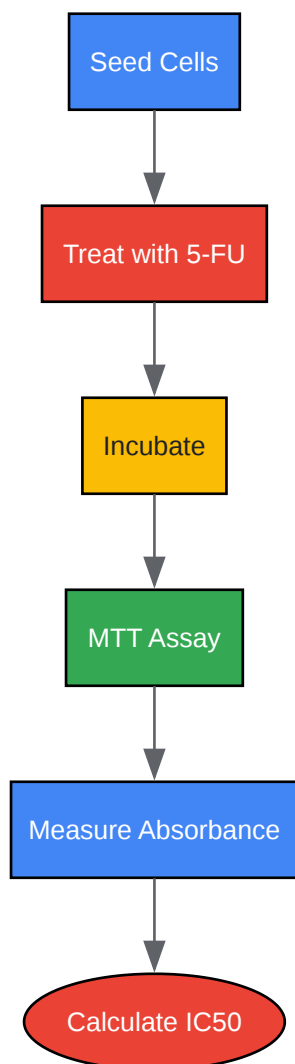 Seed Cells
Treat with 5-FU
Incubate
MTT Assay
Measure Absorbance
Calculate IC50